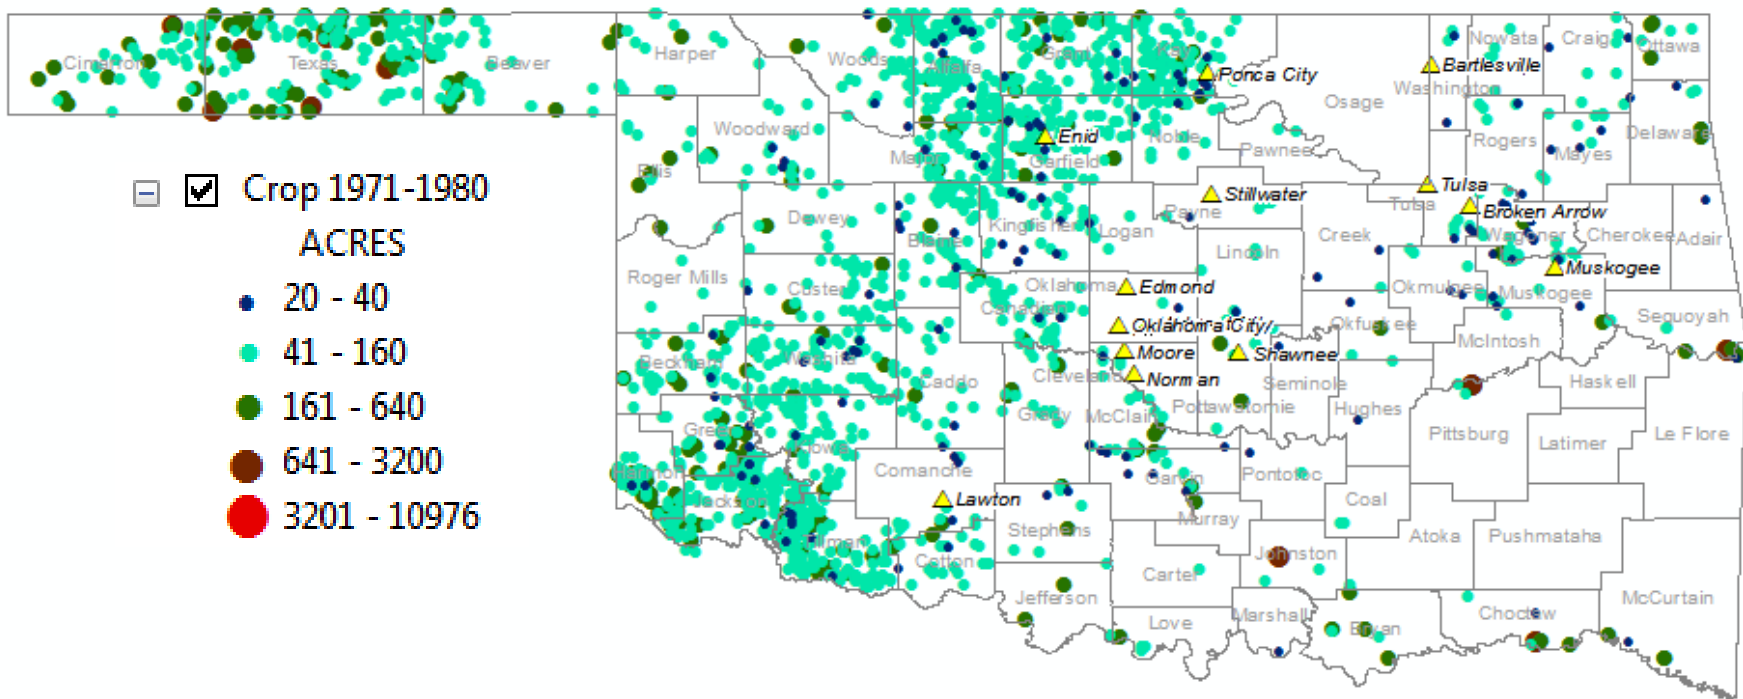 Cimarron
Texas
Beaver
Harper
Woods
Alfalfa
Grant
Kay
Ponca City
Osage
Bartlesville
Washington
Nowata
Craig
Ottawa
Woodward
Ellis
Major
Enid
Garfield
Noble
Pawnee
Rogers
Mayes
Delaware
Crop 1971-1980
ACRES
20 - 40
41 - 160
161 - 640
641 - 3200
3201 - 10976
Dewey
Blaine
Kingfisher
Logan
Stillwater
Payne
Tulsa
Tulsa
Broken Arrow
Wagoner
Cherokee
Adair
Lincoln
Creek
Roger Mills
Custer
Canadian
Oklahoma
Edmond
Oklahoma City
Okmulgee
Muskogee
Muskogee
Sequoyah
Okfuskee
McIntosh
Beckham
Washita
Caddo
Grady
Cleveland
Moore
Norman
McClain
Shawnee
Pottawatomie
Seminole
Hughes
Haskell
Pittsburg
Latimer
Le Flore
Greer
Kiowa
Harmon
Jackson
Tillman
Comanche
Lawton
Cotton
Stephens
Garvin
Pontotoc
Murray
Coal
Johnston
Atoka
Pushmataha
Carter
Jefferson
Love
Marshall
Bryan
Choctaw
McCurtain